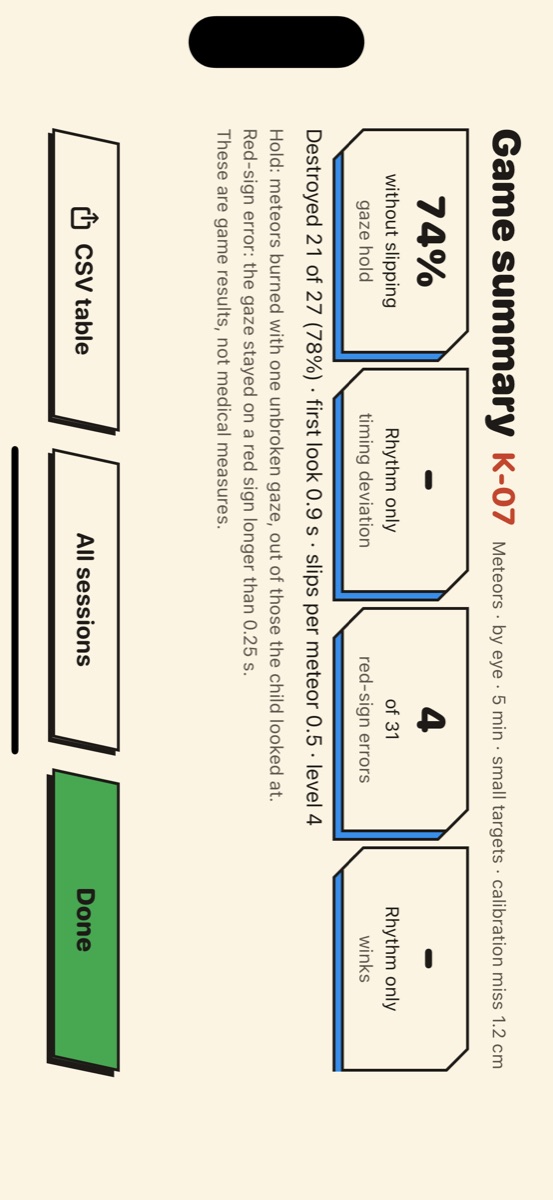 Game summary K-07 Meteors · by eye · 5 min · small targets · calibration miss 1.2 cm
74%
without slipping
gaze hold
–
Rhythm only
timing deviation
4
of 31
red-sign errors
–
Rhythm only
winks
Destroyed 21 of 27 (78%) · first look 0.9 s · slips per meteor 0.5 · level 4
Hold: meteors burned with one unbroken gaze, out of those the child looked at.
Red-sign error: the gaze stayed on a red sign longer than 0.25 s.
These are game results, not medical measures.
CSV table
All sessions
Done